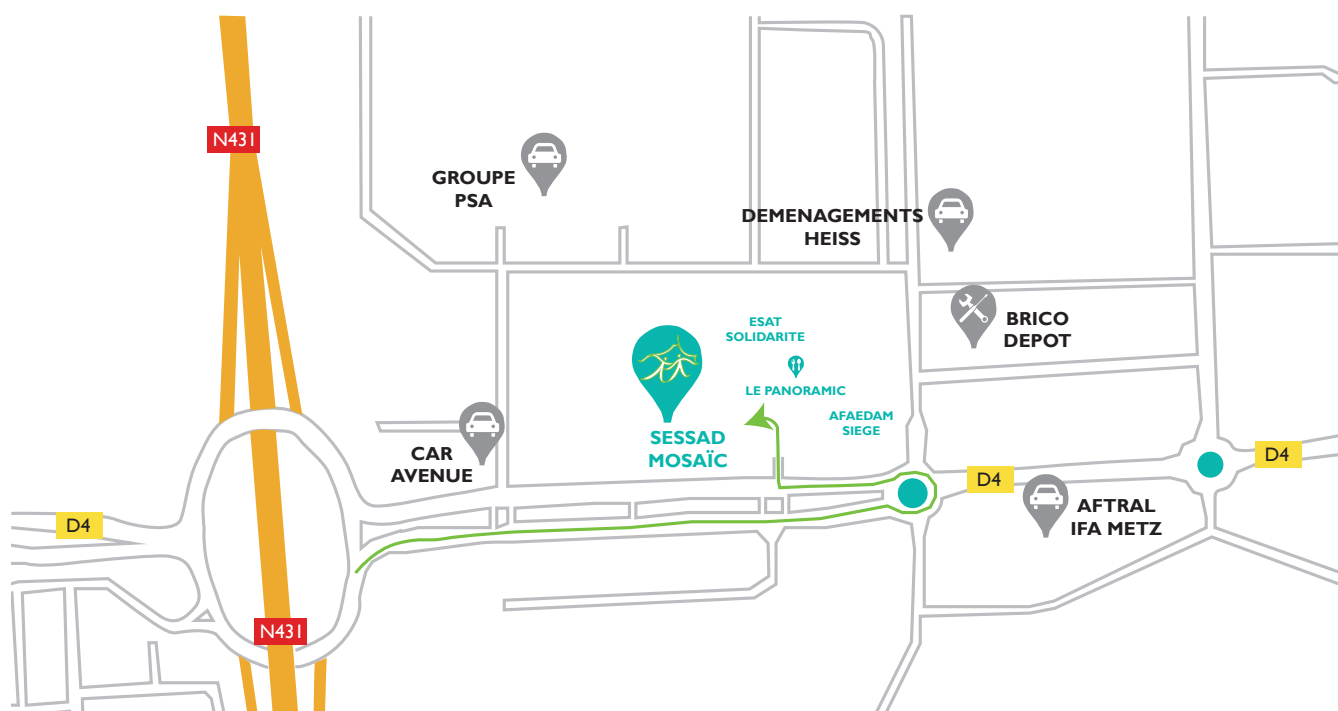 N431
GROUPE
PSA
DEMENAGEMENTS
HEISS
BRICO
DEPOT
ESAT
SOLIDARITE
LE PANORAMIC
AFAEDAM
SIEGE
SESSAD
MOSAÏC
CAR
AVENUE
D4
D4
D4
AFTRAL
IFA METZ
N431